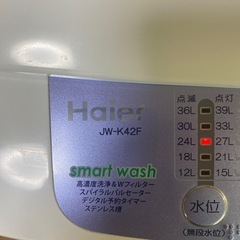 Haier
JW-K42F
smart wash
高濃度洗浄&Wフィルター
スパイラルパルセーター
デジタル予約タイマー
ステンレス槽
点滅 点灯
36L 39L
30L 33L
24L 27L
18L 21L
12L 15L
水位
(無段水位)